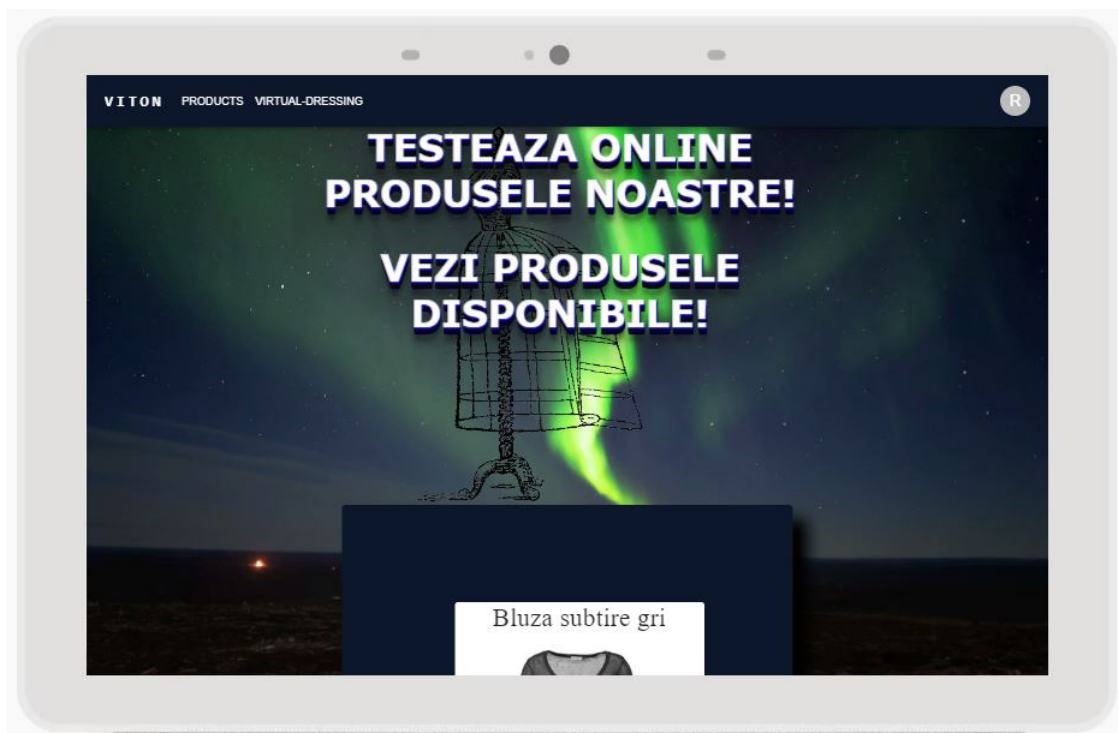 VITON PRODUCTS VIRTUAL-DRESSING R
TESTEAZA ONLINE
PRODUSELE NOASTRE!
VEZI PRODUSELE
DISPONIBILE!
Bluza subtire gri